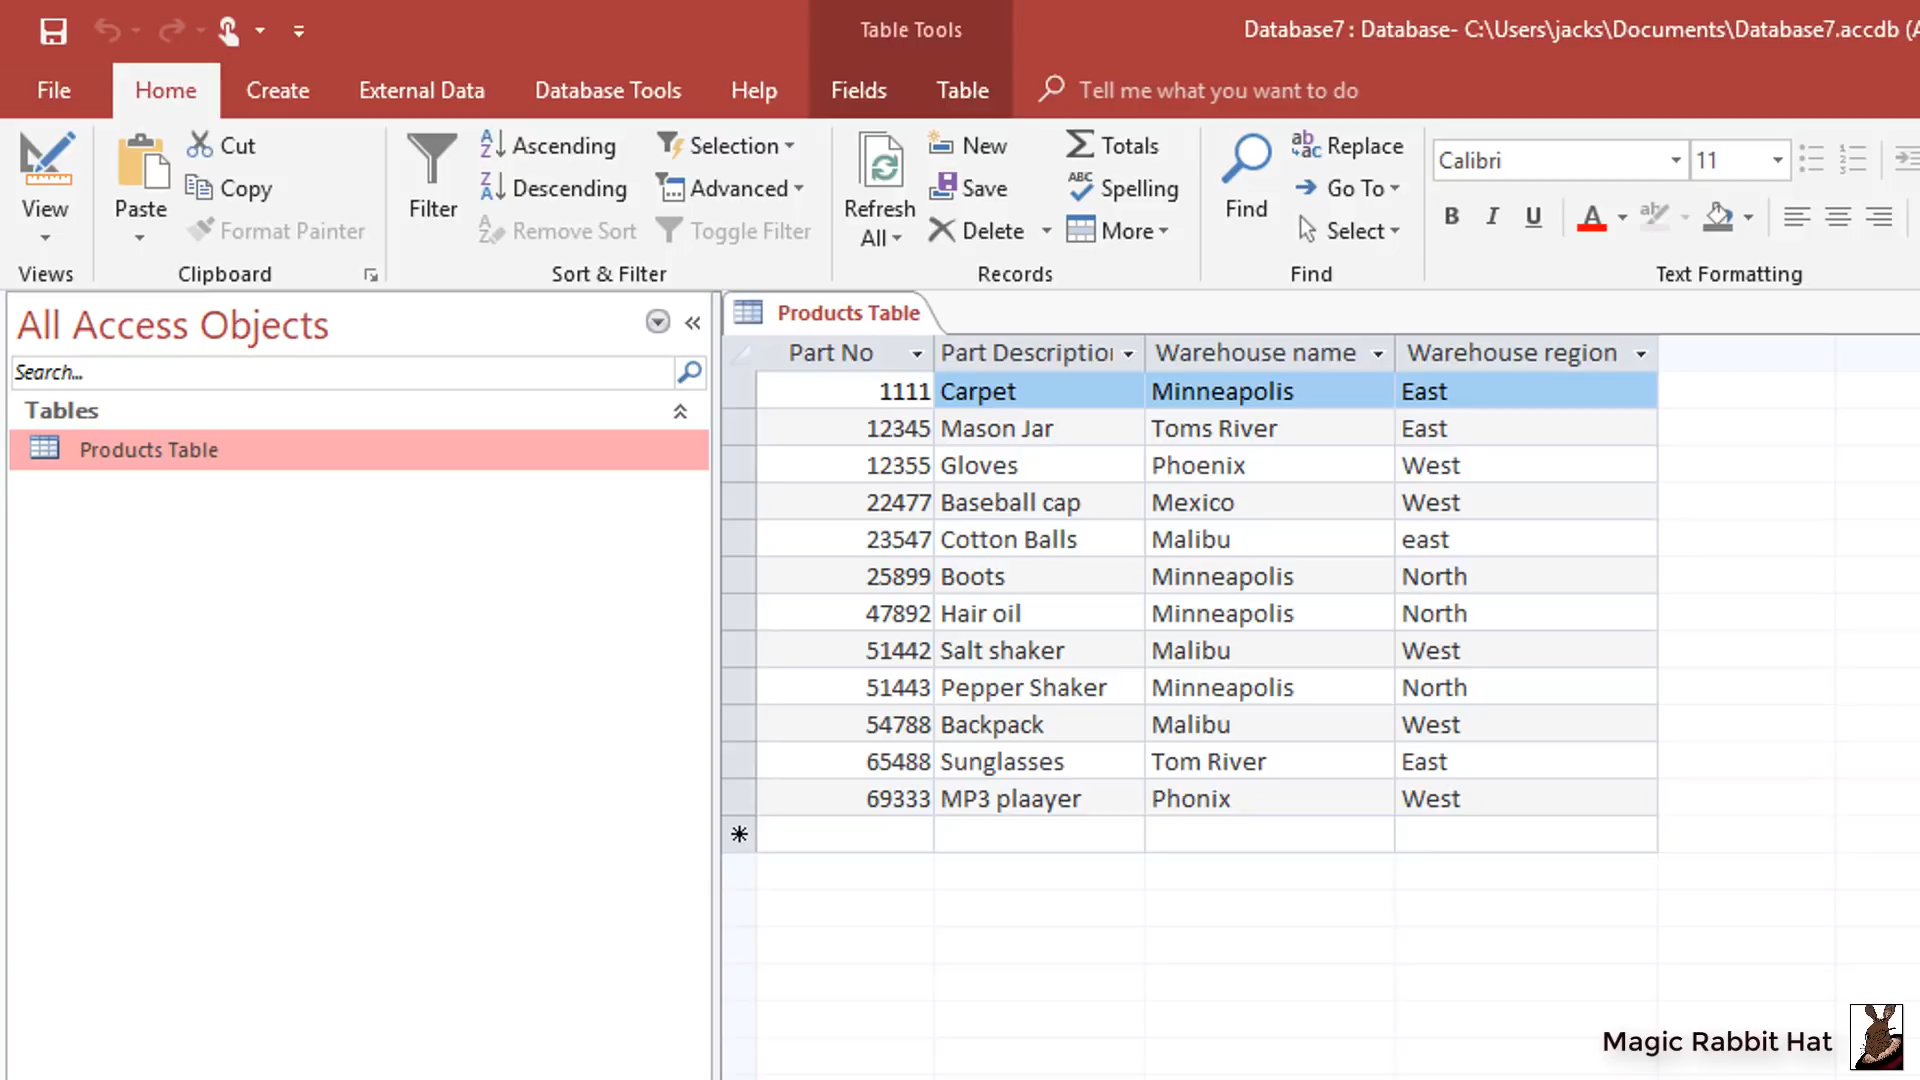 Table Tools
Database7 : Database- C:\Users\jacks\Documents\Database7.accdb (A
File Home Create External Data Database Tools Help Fields Table Tell me what you want to do
View
Views
Paste
Cut
Copy
Format Painter
Clipboard
Filter
Ascending
Descending
Remove Sort
Selection
Advanced
Toggle Filter
Sort & Filter
Refresh
All
New
Save
Delete
Totals
Spelling
More
Records
Find
Replace
Go To
Select
Find
Calibri 11
B I U A
Text Formatting
All Access Objects
Search...
Tables
Products Table
Products Table
Part No Part Description Warehouse name Warehouse region
1111 Carpet Minneapolis East
12345 Mason Jar Toms River East
12355 Gloves Phoenix West
22477 Baseball cap Mexico West
23547 Cotton Balls Malibu east
25899 Boots Minneapolis North
47892 Hair oil Minneapolis North
51442 Salt shaker Malibu West
51443 Pepper Shaker Minneapolis North
54788 Backpack Malibu West
65488 Sunglasses Tom River East
69333 MP3 plaayer Phonix West
Magic Rabbit Hat